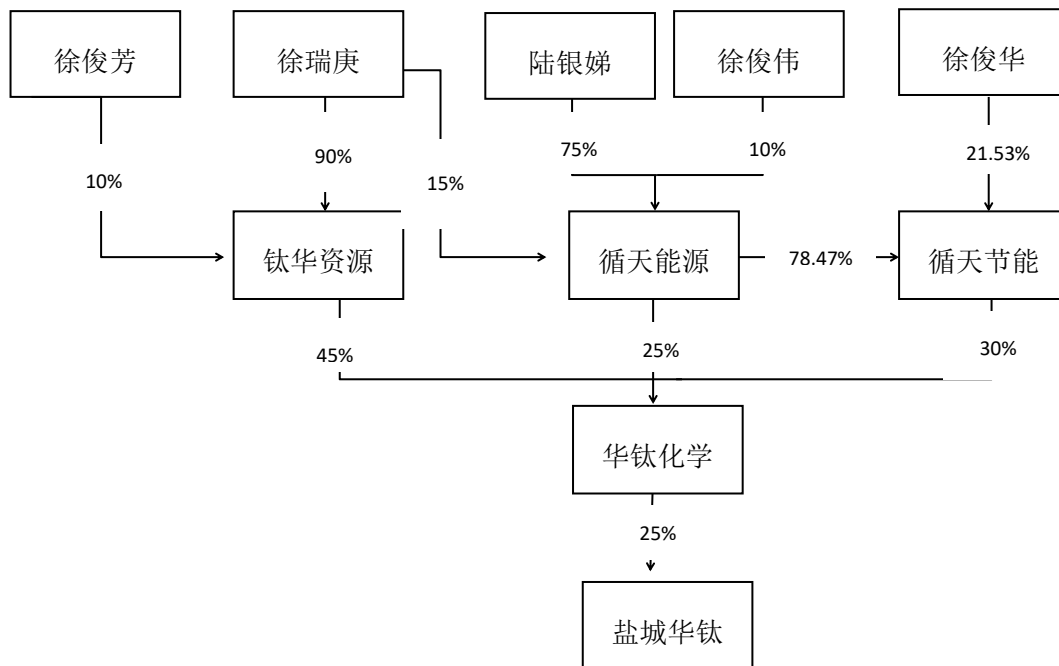 徐俊芳
徐瑞庚
陆银娣
徐俊伟
徐俊华
10%
90%
15%
75%
10%
21.53%
钛华资源
循天能源
78.47%
循天节能
45%
25%
30%
华钛化学
25%
盐城华钛